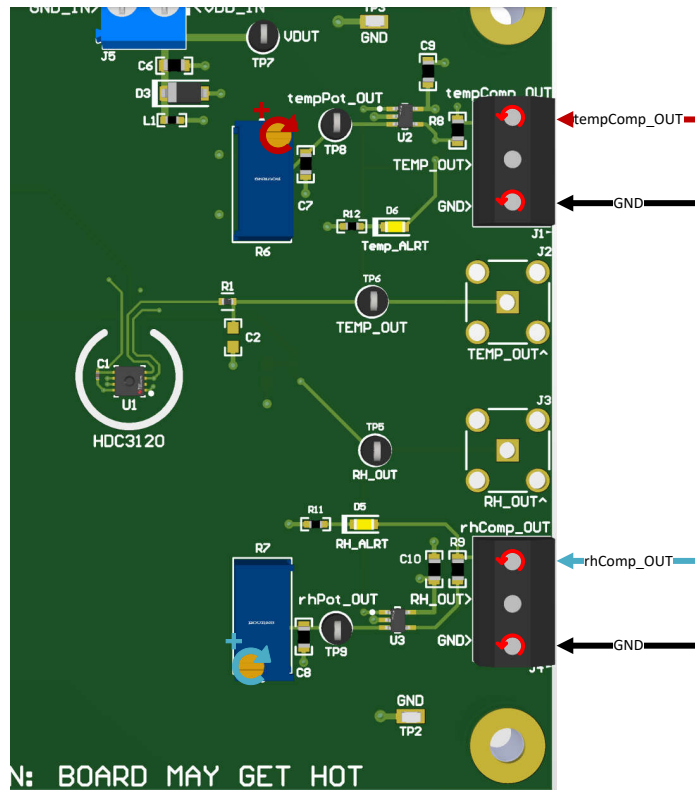 GND_IN>
<VDD_IN
TP3
J5
VDUT
TP7
GND
C9
C6
D3
tempPot_OUT
tempComp_OUT
+
L1
TP8
U2
R8
tempComp_OUT
TEMP_OUT>
C7
GND>
GND
R12
D6
R6
Temp_ALRT
J1
J2
TP6
R1
TEMP_OUT
C2
TEMP_OUT^
C1
U1
HDC3120
J3
TP5
RH_OUT
RH_OUT^
R11
D5
rhComp_OUT
RH_ALRT
R7
C10
R9
rhComp_OUT
rhPot_OUT
RH_OUT>
+
TP9
U3
GND>
GND
C8
J4
GND
TP2
N: BOARD MAY GET HOT